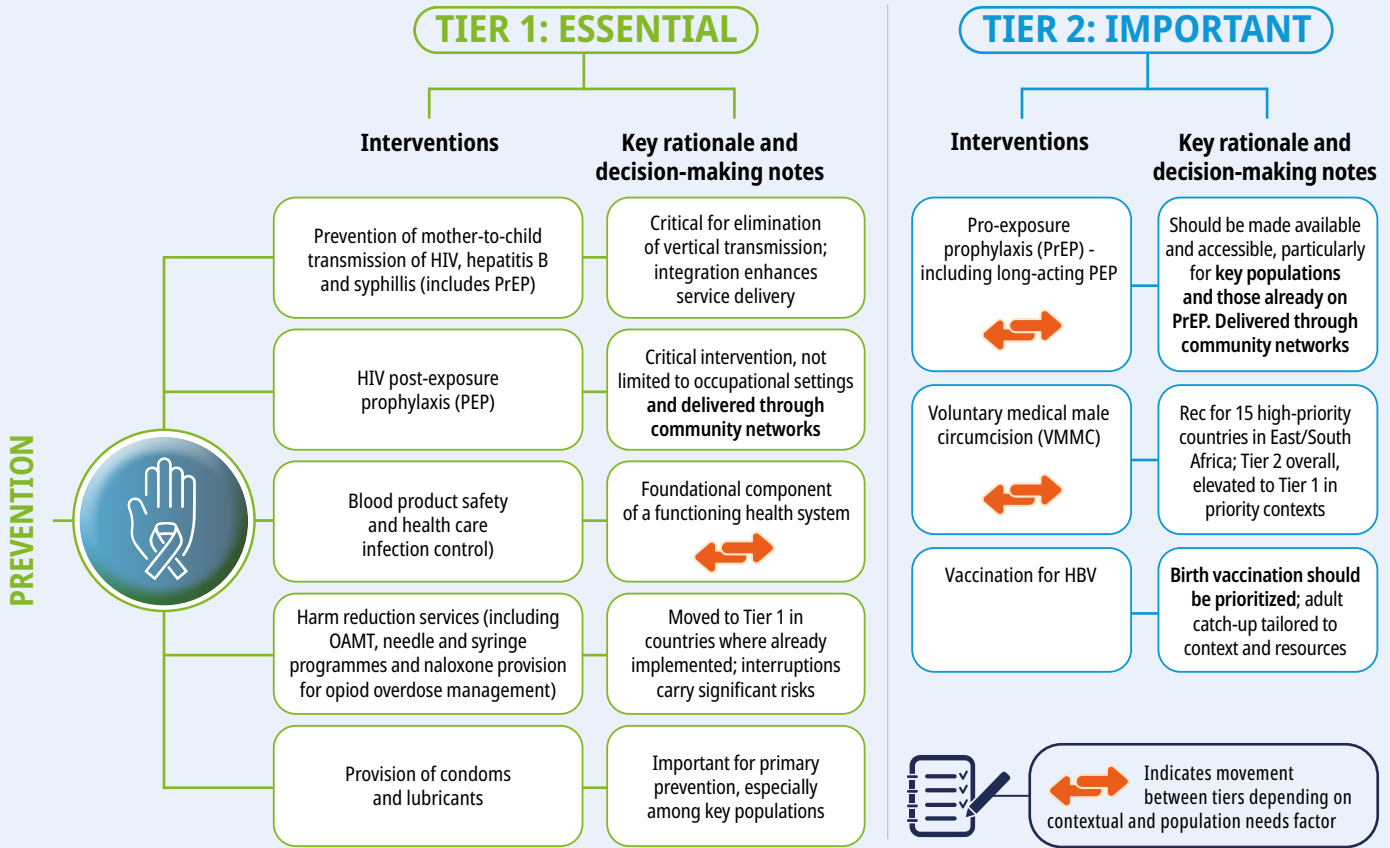 TIER 1: ESSENTIAL
Interventions
Key rationale and
decision-making notes
PREVENTION
Prevention of mother-to-child
transmission of HIV, hepatitis B
and syphillis (includes PrEP)
Critical for elimination
of vertical transmission;
integration enhances
service delivery
HIV post-exposure
prophylaxis (PEP)
Critical intervention, not
limited to occupational settings
and delivered through
community networks
Blood product safety
and health care
infection control)
Foundational component
of a functioning health system
Harm reduction services (including
OAMT, needle and syringe
programmes and naloxone provision
for opiod overdose management)
Moved to Tier 1 in
countries where already
implemented; interruptions
carry significant risks
Provision of condoms
and lubricants
Important for primary
prevention, especially
among key populations
TIER 2: IMPORTANT
Interventions
Key rationale and
decision-making notes
Pro-exposure
prophylaxis (PrEP) -
including long-acting PEP
Should be made available
and accessible, particularly
for key populations
and those already on
PrEP. Delivered through
community networks
Voluntary medical male
circumcision (VMMC)
Rec for 15 high-priority
countries in East/South
Africa; Tier 2 overall,
elevated to Tier 1 in
priority contexts
Vaccination for HBV
Birth vaccination should
be prioritized; adult
catch-up tailored to
context and resources
Indicates movement
between tiers depending on
contextual and population needs factor